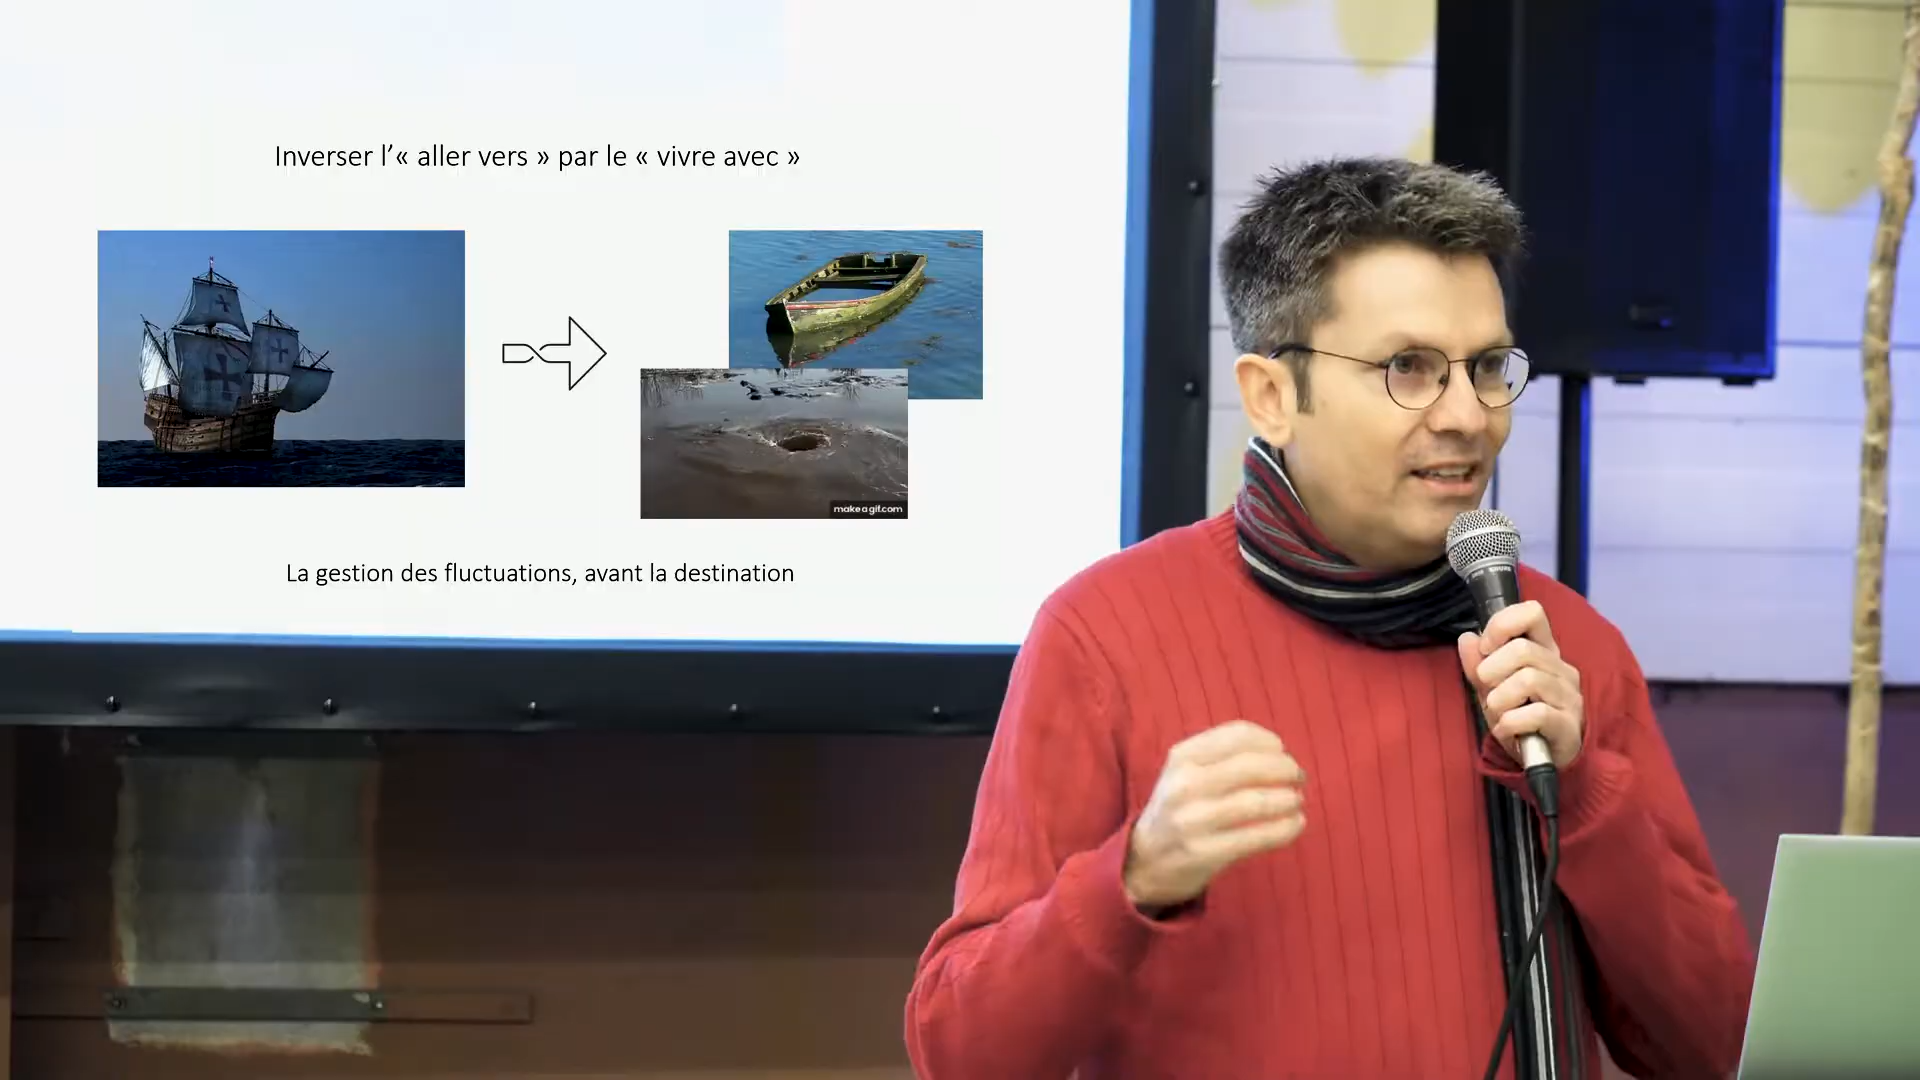 Inverser l’« aller vers » par le « vivre avec »
makeagif.com
La gestion des fluctuations, avant la destination